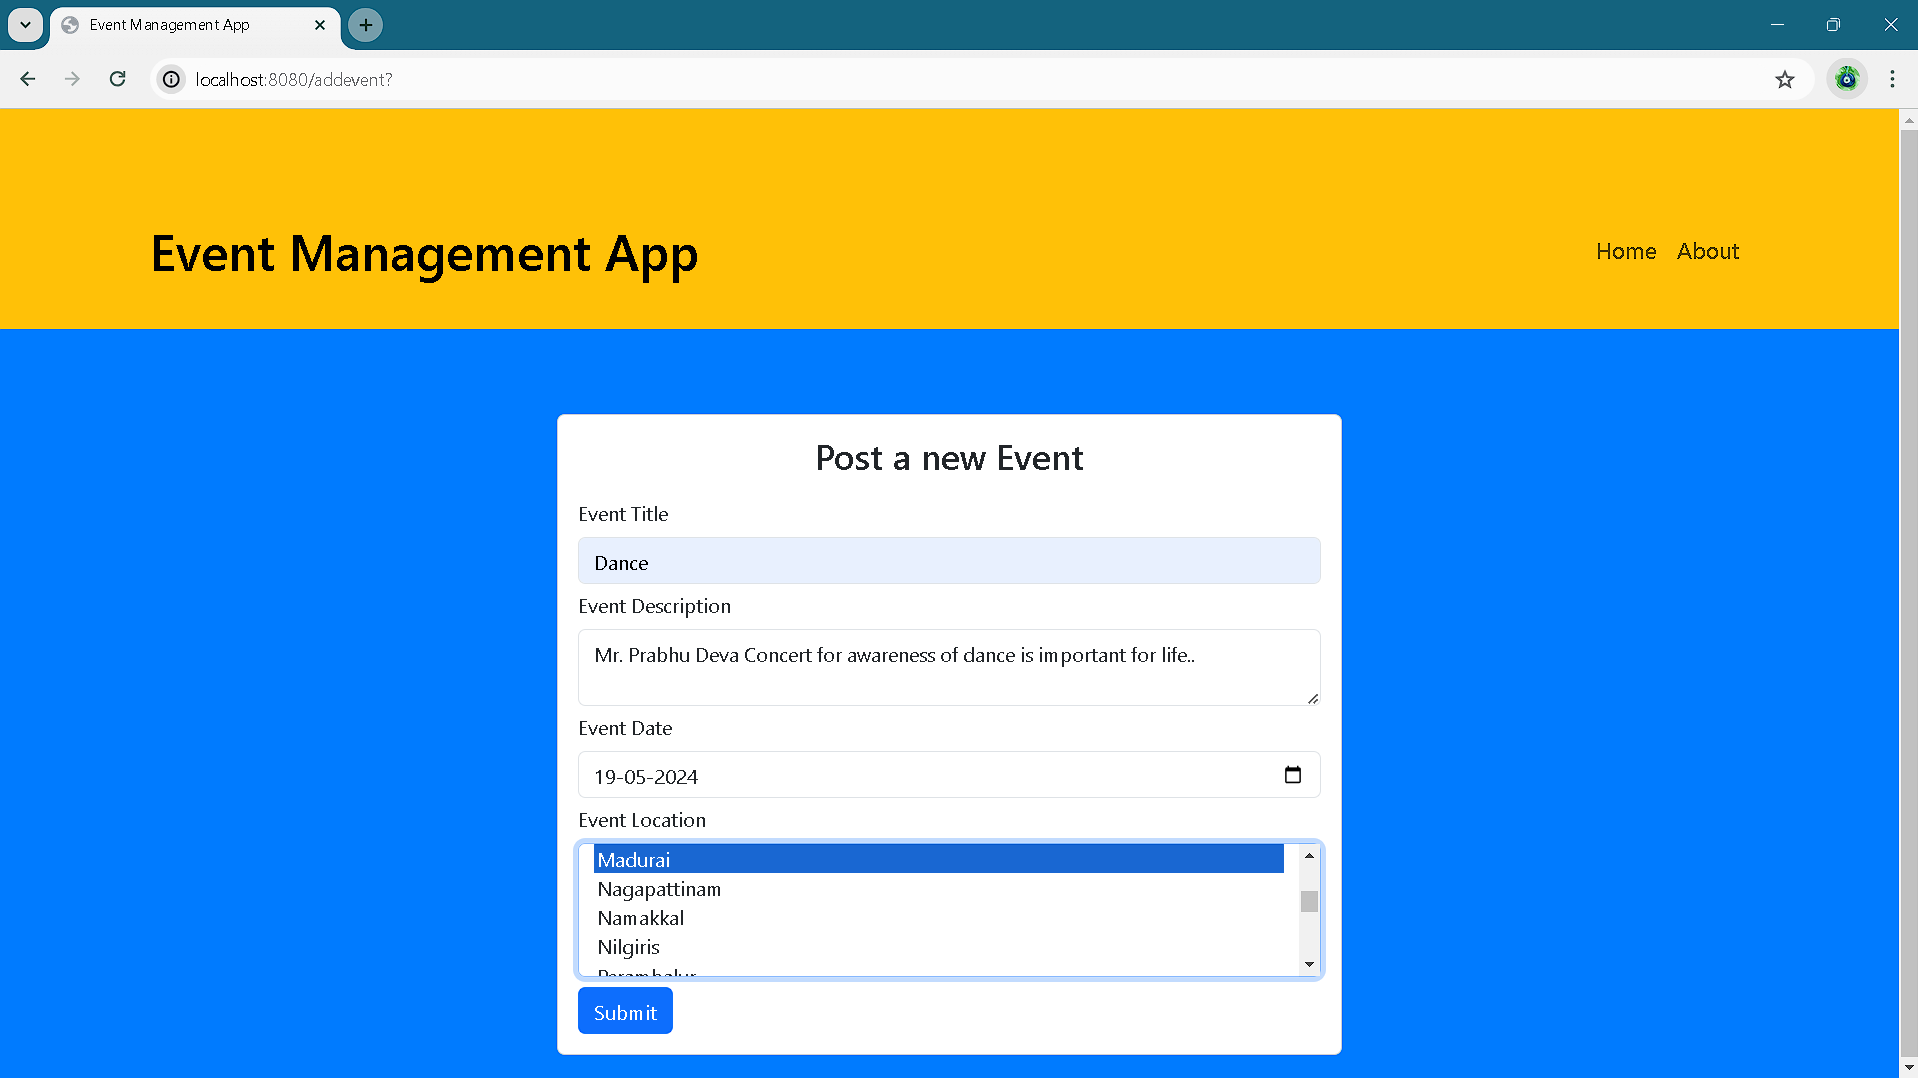 Event Management App
localhost:8080/addevent?
Event Management App
Home About
Post a new Event
Event Title
Dance
Event Description
Mr. Prabhu Deva Concert for awareness of dance is important for life..
Event Date
19-05-2024
Event Location
Madurai
Nagapattinam
Namakkal
Nilgiris
Perambalur
Submit